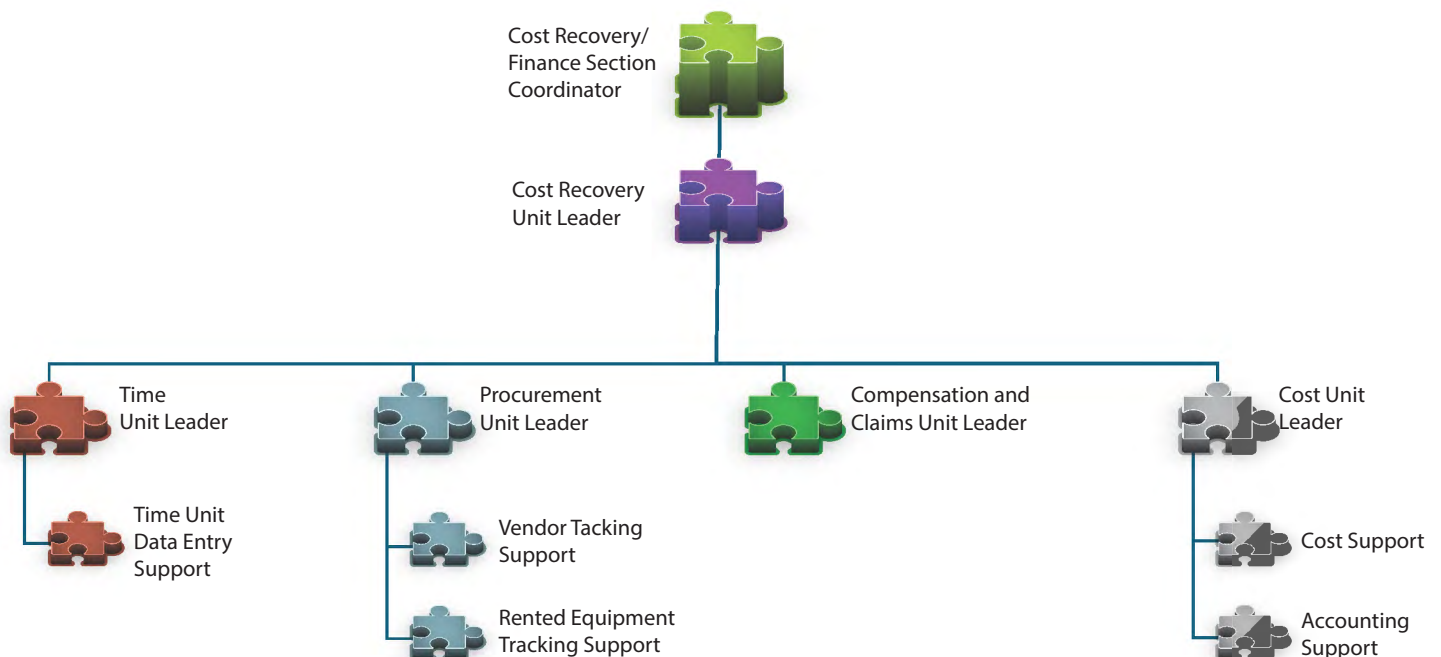 Cost Recovery/
Finance Section
Coordinator
Cost Recovery
Unit Leader
Time
Unit Leader
Procurement
Unit Leader
Compensation and
Claims Unit Leader
Cost Unit
Leader
Time Unit
Data Entry
Support
Vendor Tacking
Support
Cost Support
Rented Equipment
Tracking Support
Accounting
Support